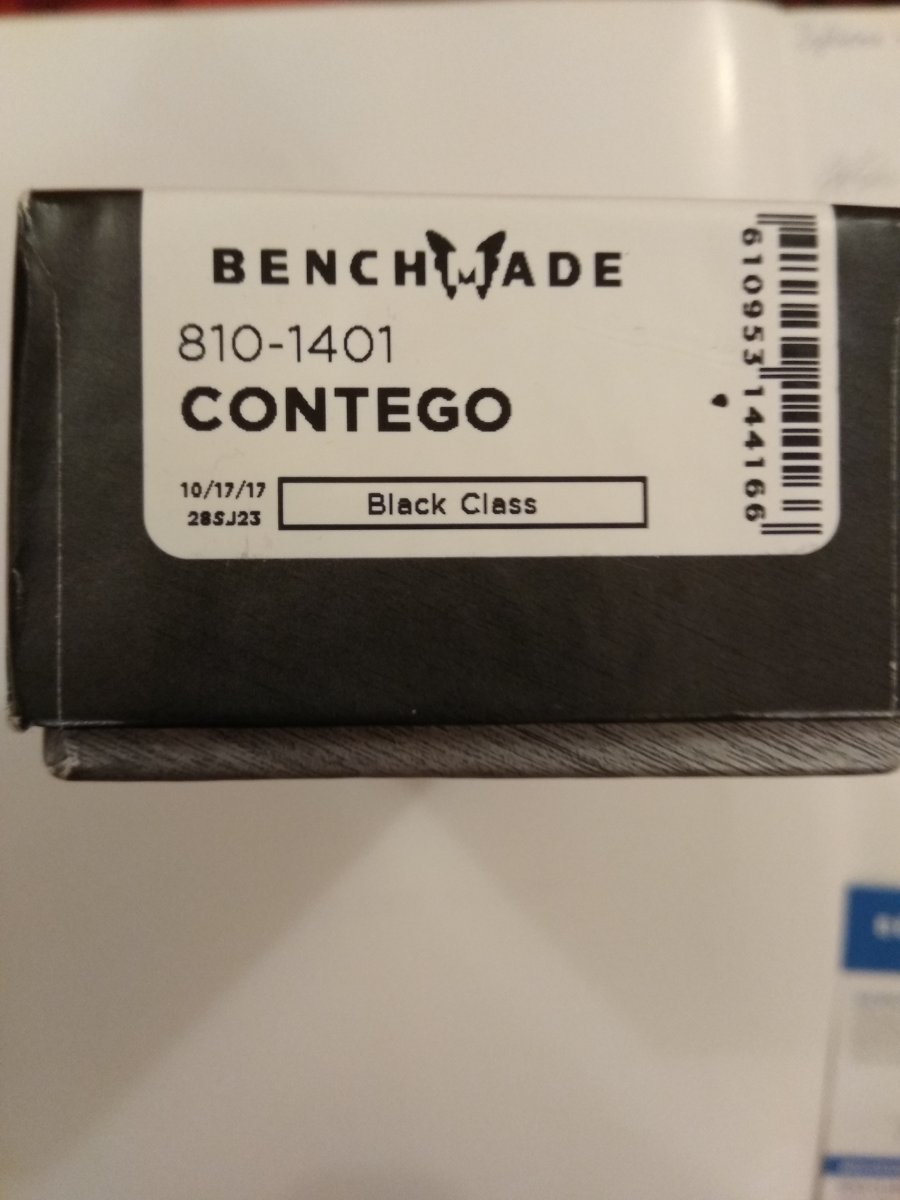 BENCHMADE
810-1401
CONTEGO
10/17/17
28SJ23
Black Class
610953144166